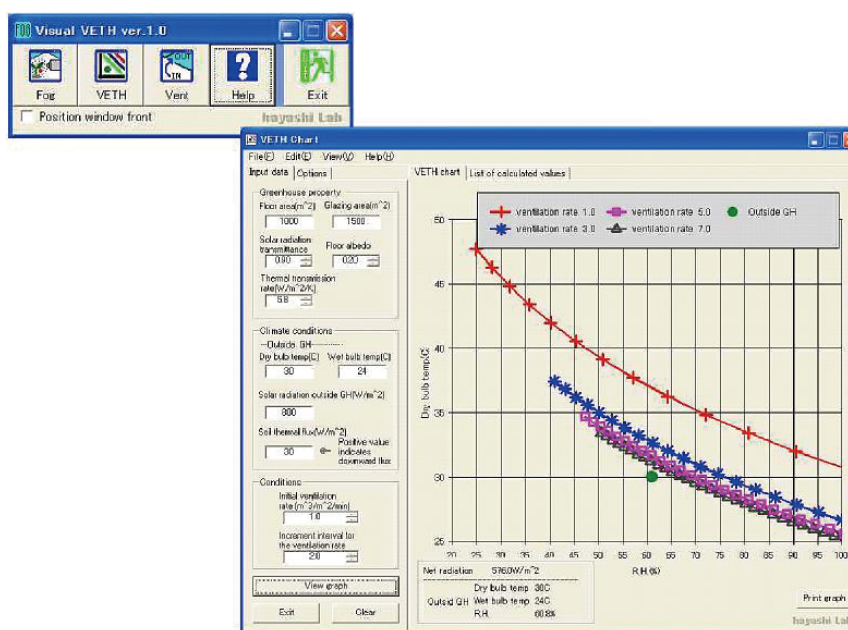 Visual VETH ver.1.0
Fog VETH Vent Help Exit
Position window front hayashi Lab
VETH Chart
File(F) Edit(E) View(V) Help(H)
Input data Options
VETH chart List of calculated values
Greenhouse property
Floor area(m^2) Glazing area(m^2)
1000 1500
Solar radiation
transmittance
Floor albedo
0.90 0.20
Thermal transmission
rate(W/m^2/K)
5.8
Climate conditions
--Outside GH----------
Dry bulb temp(C) Wet bulb temp(C)
30 24
Solar radiation outside GH(W/m^2)
800
Soil thermal flux(W/m^2)
30
Positive value
indicates
downward flux
Conditions
Initial ventilation
rate (m^3/m^2/min)
1.0
Increment interval for
the ventilation rate
2.0
View graph
Exit Clear
ventilation rate 1.0 ventilation rate 5.0 Outside GH
ventilation rate 3.0 ventilation rate 7.0
Dry bulb temp(C)
50
45
40
35
30
25
20 25 30 35 40 45 50 55 60 65 70 75 80 85 90 95 100
R.H.(%)
Net radiation 576.0W/m^2
Dry bulb temp 30C
Outsid GH Wet bulb temp 24C
R.H. 60.8%
Print graph
hayashi Lab